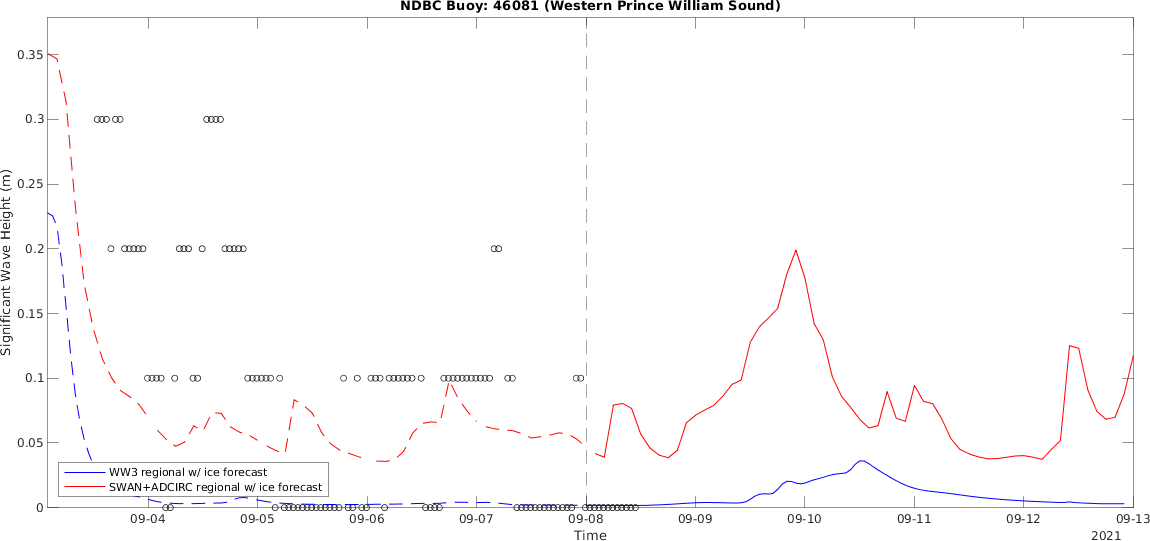 NDBC Buoy: 46081 (Western Prince William Sound)
Significant Wave Height (m)
0.35
0.3
0.25
0.2
0.15
0.1
0.05
0
WW3 regional w/ ice forecast
SWAN+ADCIRC regional w/ ice forecast
09-04 09-05 09-06 09-07 09-08 09-09 09-10 09-11 09-12 09-13
Time
2021